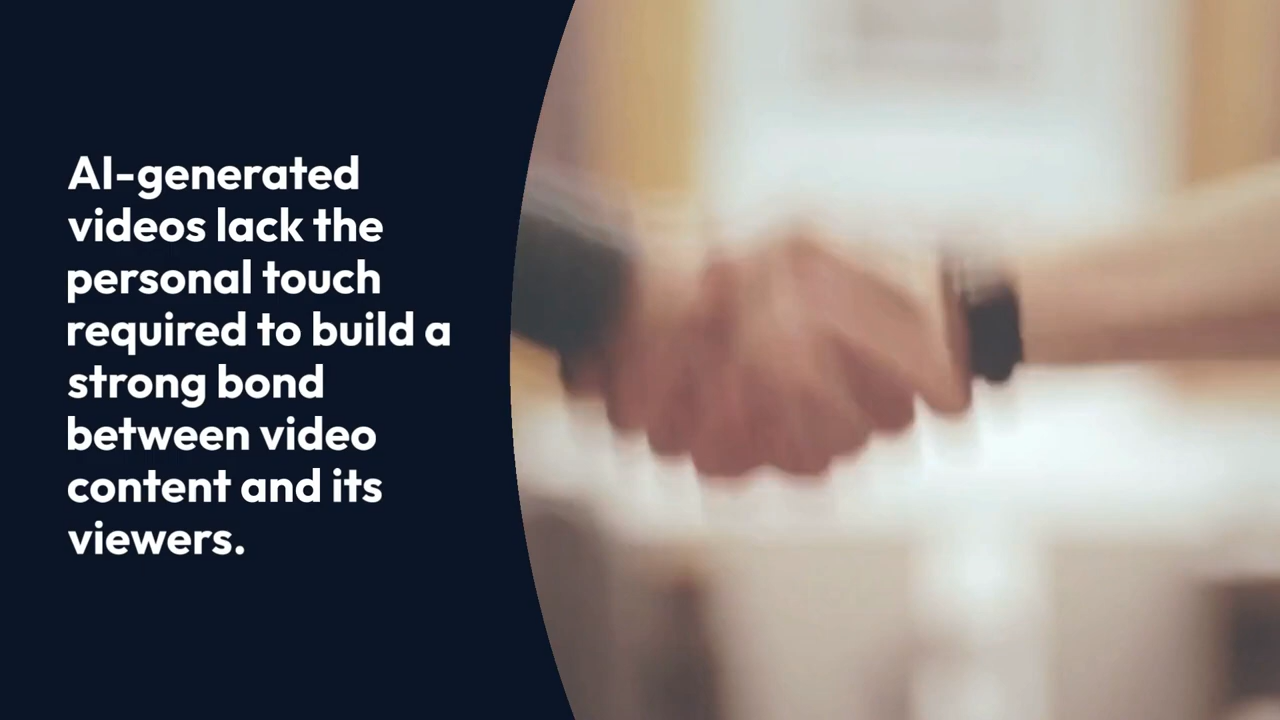 AI-generated
videos lack the
personal touch
required to build a
strong bond
between video
content and its
viewers.